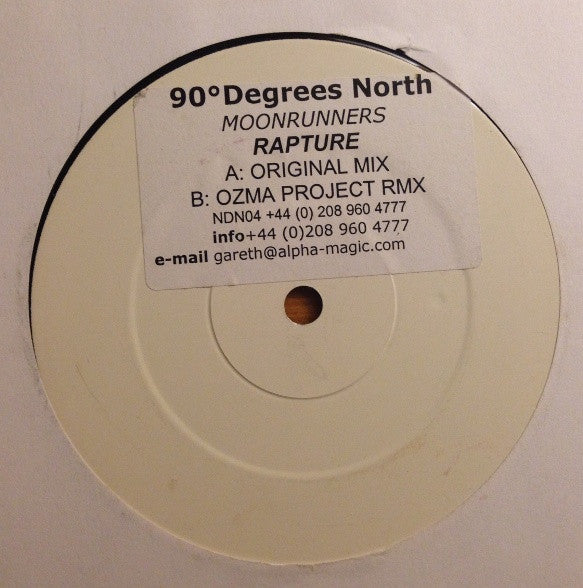 90°Degrees North
MOONRUNNERS
RAPTURE
A: ORIGINAL MIX
B: OZMA PROJECT RMX
NDN04 +44 (0) 208 960 4777
info+44 (0)208 960 4777
e-mail gareth@alpha-magic.com